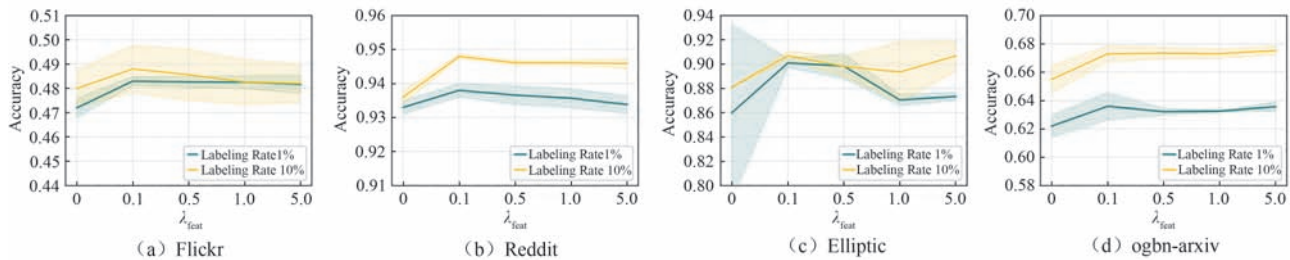 Accuracy
0.51
0.50
0.49
0.48
0.47
0.46
0.45
0.44
Labeling Rate1%
Labeling Rate 10%
0 0.1 0.5 1.0 5.0
λfeat
（a）Flickr
Accuracy
0.96
0.95
0.94
0.93
0.92
0.91
Labeling Rate1%
Labeling Rate 10%
0 0.1 0.5 1.0 5.0
λfeat
（b）Reddit
Accuracy
0.94
0.92
0.90
0.88
0.86
0.84
0.82
0.80
Labeling Rate 1%
Labeling Rate 10%
0 0.1 0.5 1.0 5.0
λfeat
（c）Elliptic
Accuracy
0.70
0.68
0.66
0.64
0.62
0.60
0.58
Labeling Rate 1%
Labeling Rate 10%
0 0.1 0.5 1.0 5.0
λfeat
（d）ogbn-arxiv